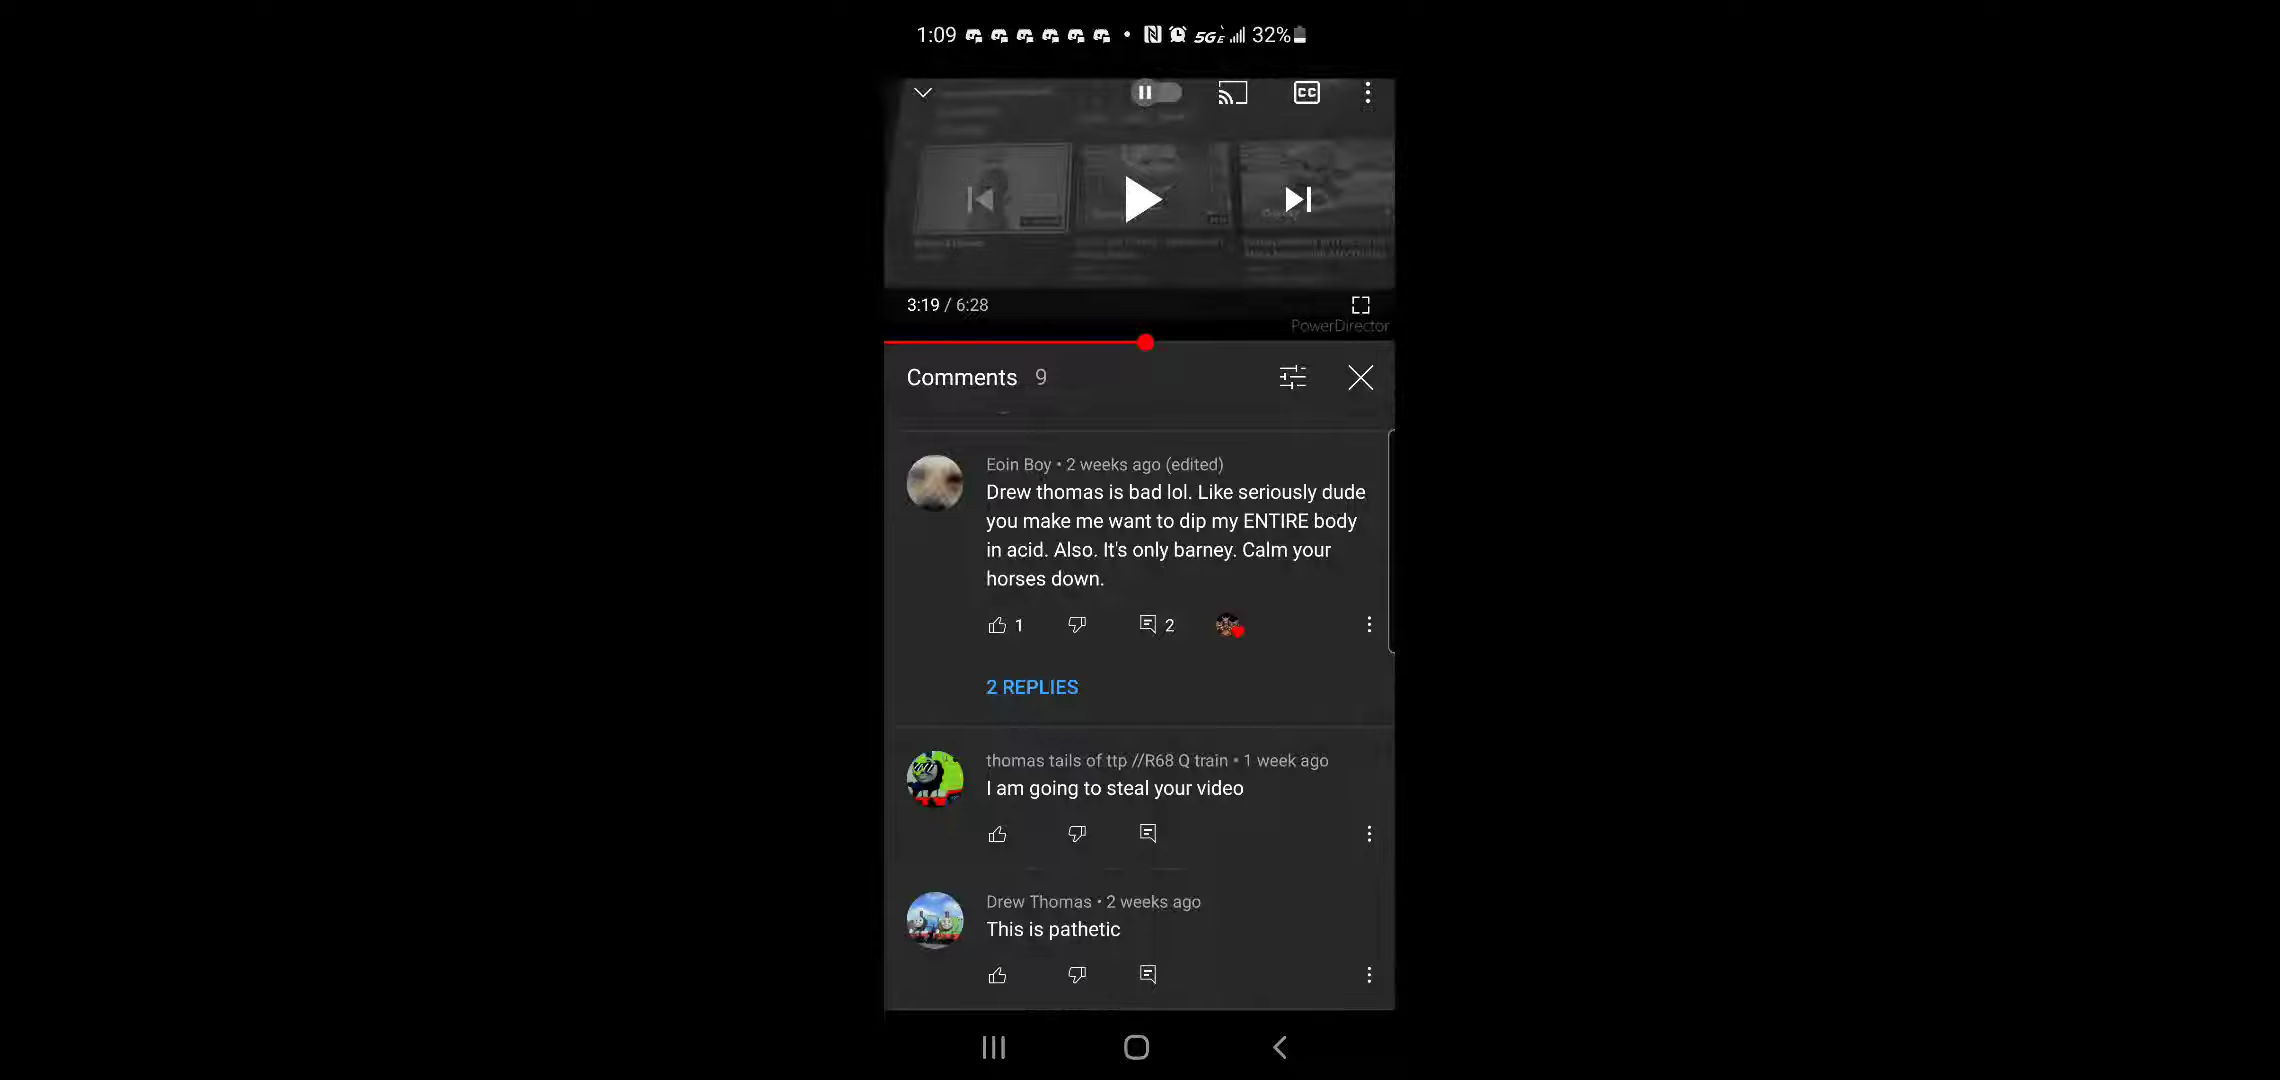 1:09 5GE 32%
CC
3:19 / 6:28
PowerDirector
Comments 9
Eoin Boy • 2 weeks ago (edited)
Drew thomas is bad lol. Like seriously dude
you make me want to dip my ENTIRE body
in acid. Also. It's only barney. Calm your
horses down.
1 2
2 REPLIES
thomas tails of ttp //R68 Q train • 1 week ago
I am going to steal your video
Drew Thomas • 2 weeks ago
This is pathetic